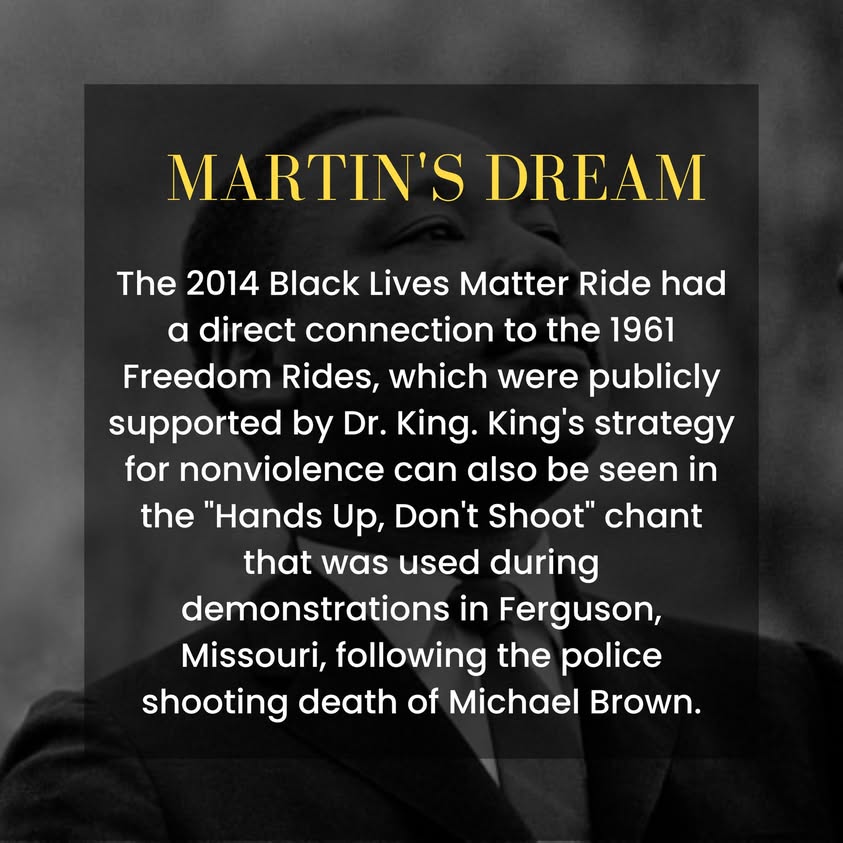 MARTIN'S DREAM
The 2014 Black Lives Matter Ride had
a direct connection to the 1961
Freedom Rides, which were publicly
supported by Dr. King. King's strategy
for nonviolence can also be seen in
the "Hands Up, Don't Shoot" chant
that was used during
demonstrations in Ferguson,
Missouri, following the police
shooting death of Michael Brown.